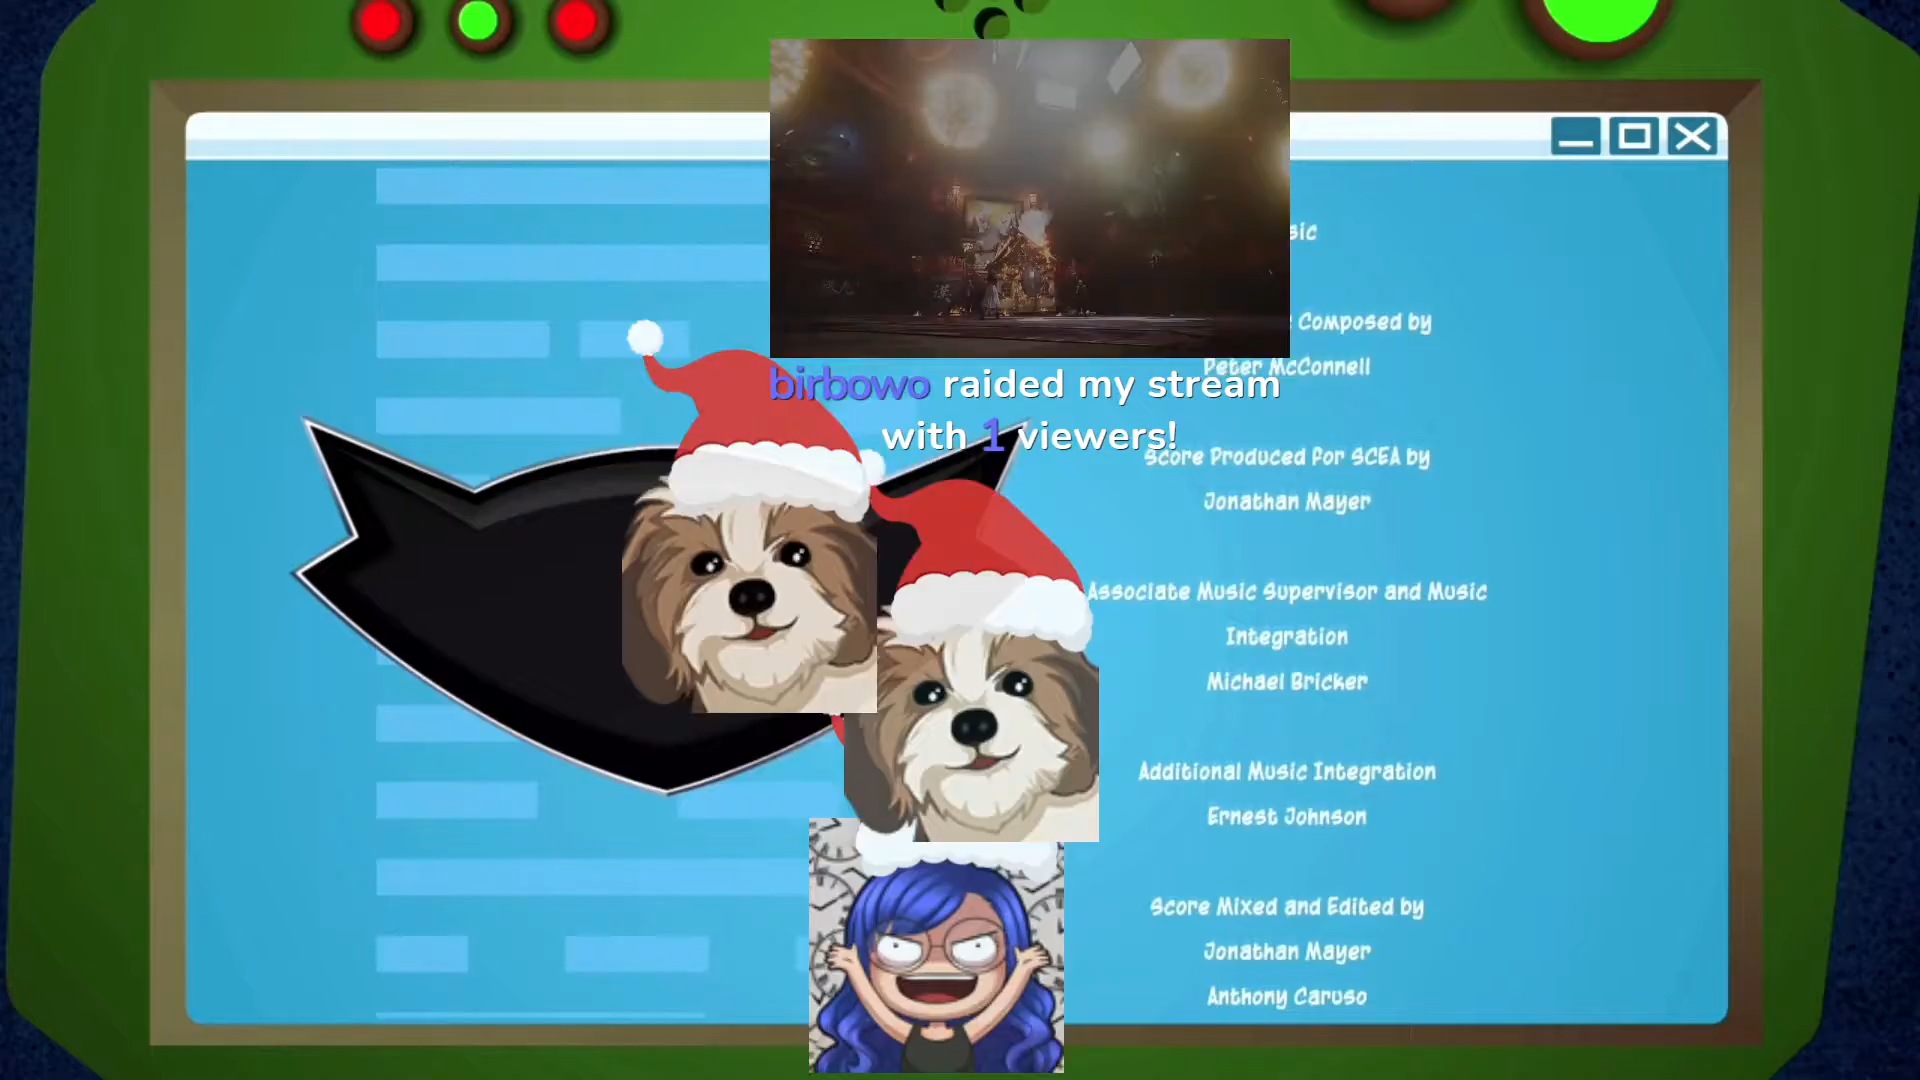 birbowo raided my stream
with 1 viewers!
sic
Composed by
Peter McConnell
Score Produced for SCEA by
Jonathan Mayer
Associate Music Supervisor and Music
Integration
Michael Bricker
Additional Music Integration
Ernest Johnson
Score Mixed and Edited by
Jonathan Mayer
Anthony Caruso